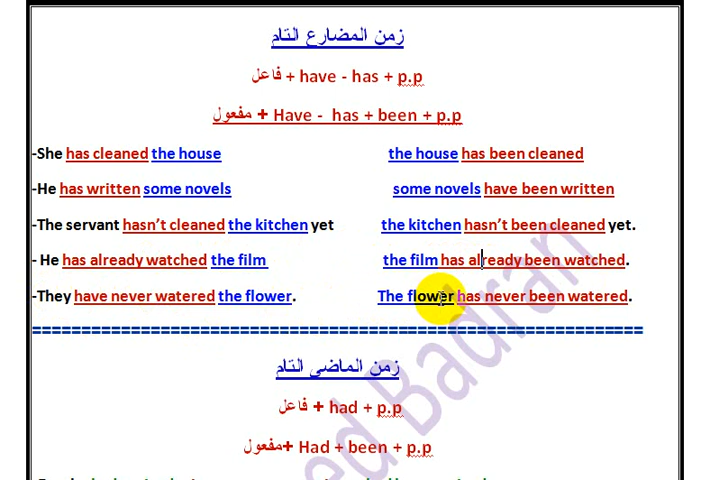 زمن المضارع التام
فاعل + have - has + p.p
مفعول + Have - has + been + p.p
-She has cleaned the house the house has been cleaned
-He has written some novels some novels have been written
-The servant hasn't cleaned the kitchen yet the kitchen hasn't been cleaned yet.
- He has already watched the film the film has already been watched.
-They have never watered the flower. The flower has never been watered.
==============================================================
زمن الماضى التام
فاعل + had + p.p
مفعول+ Had + been + p.p
ed Badran